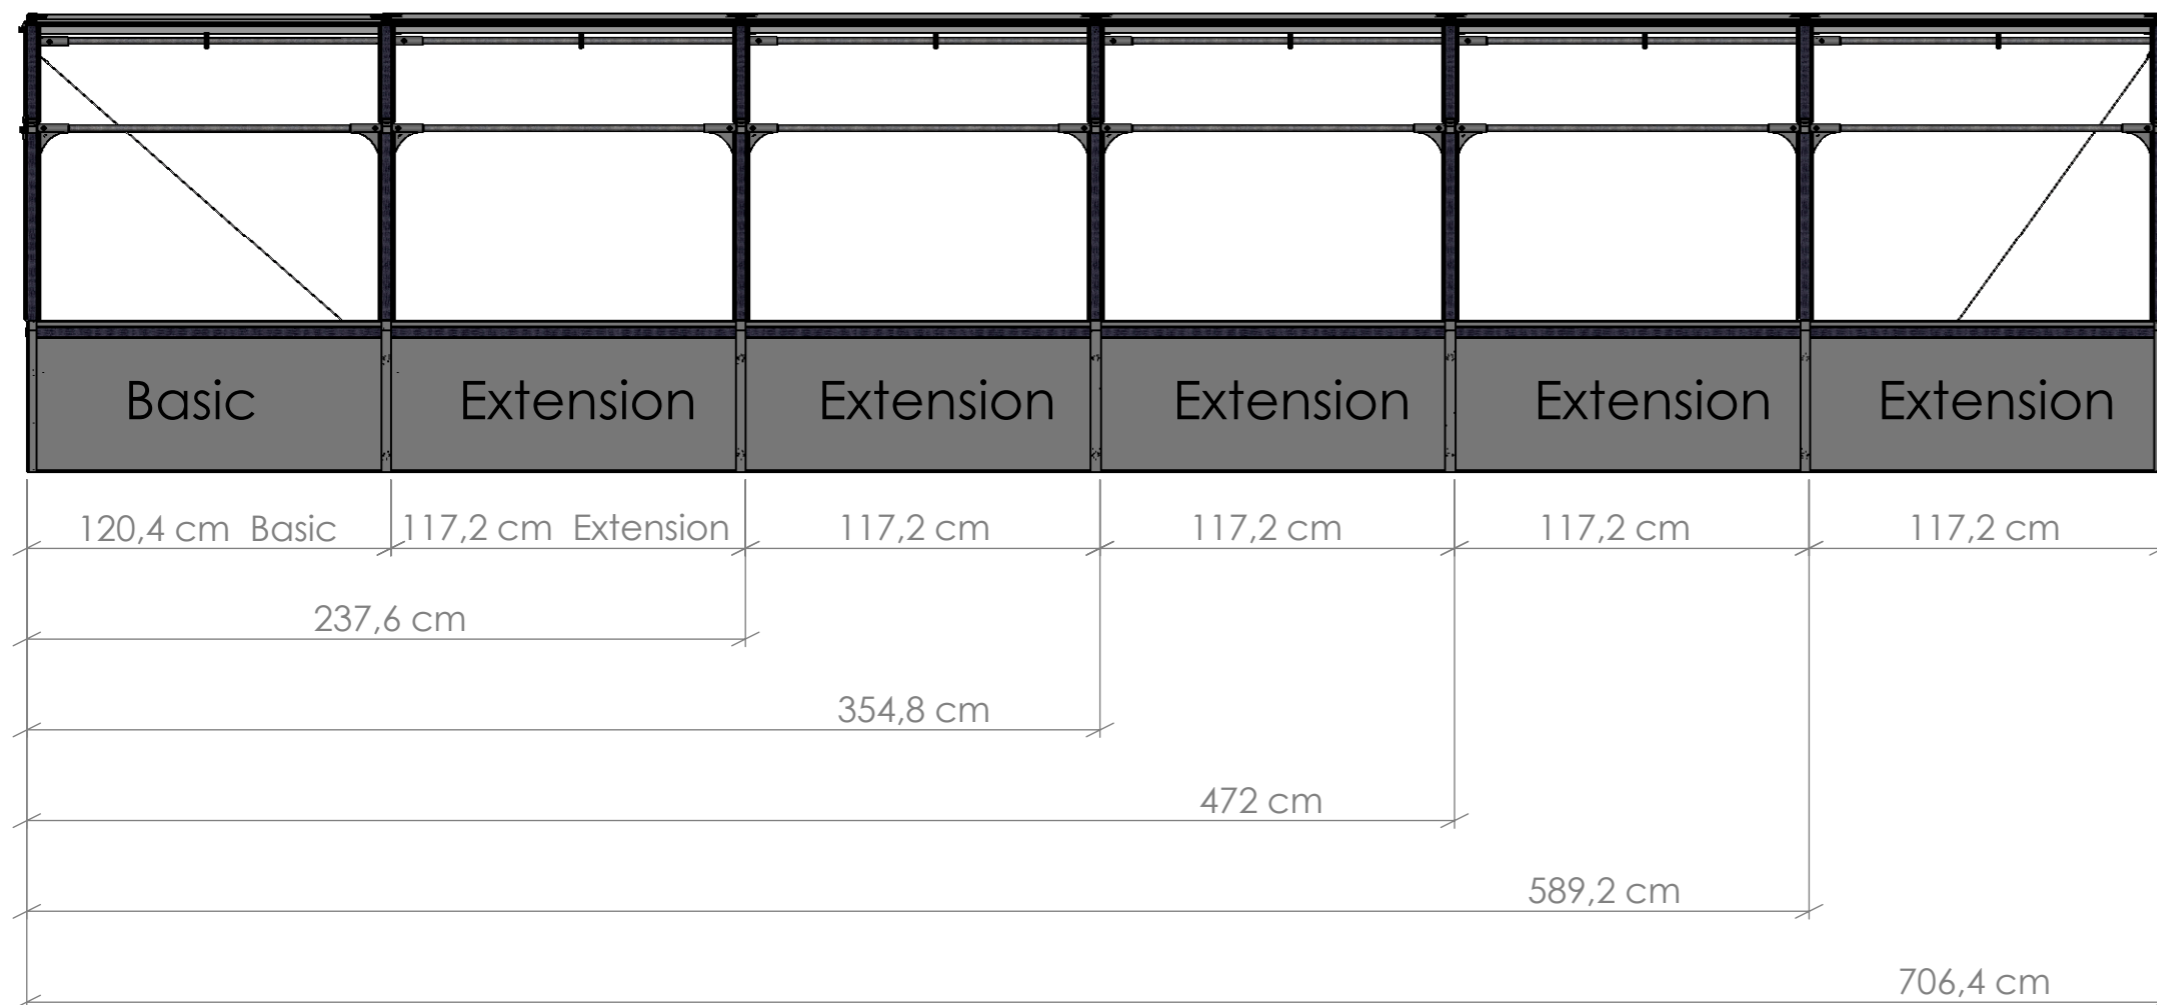 Basic Extension Extension Extension Extension Extension
120,4 cm Basic 117,2 cm Extension 117,2 cm 117,2 cm 117,2 cm 117,2 cm
237,6 cm
354,8 cm
472 cm
589,2 cm
706,4 cm